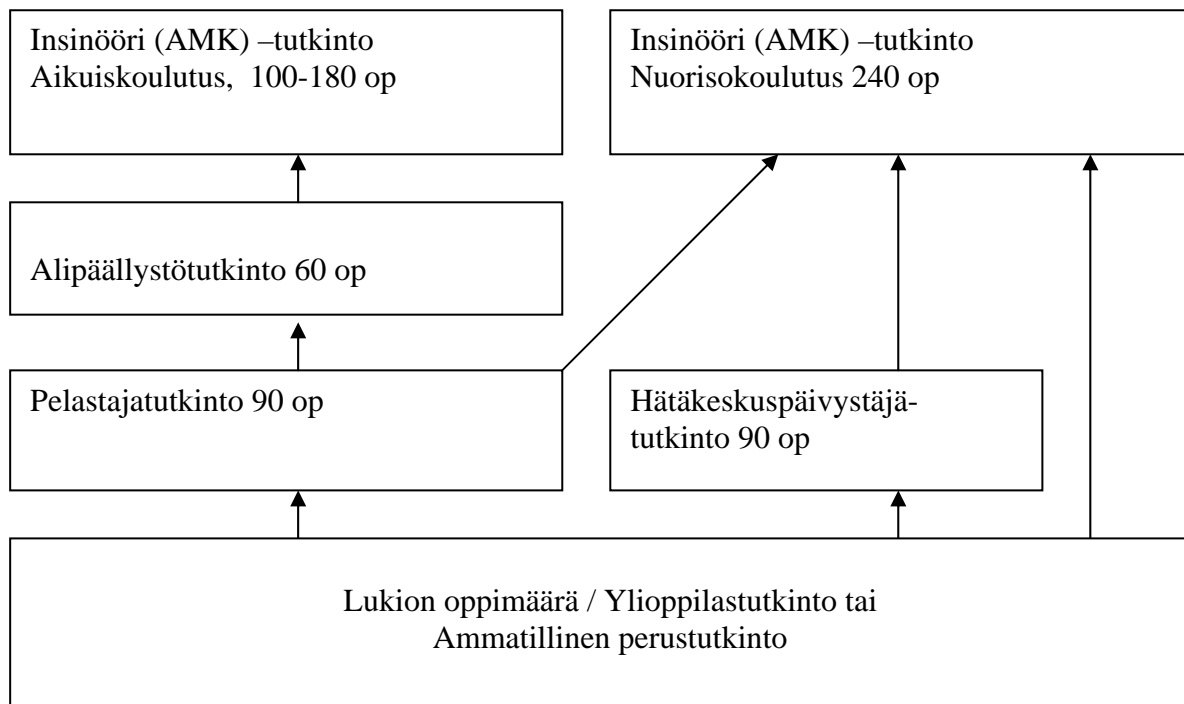 Insinööri (AMK) –tutkinto
Aikuiskoulutus, 100-180 op
Insinööri (AMK) –tutkinto
Nuorisokoulutus 240 op
Alipäällystötutkinto 60 op
Pelastajatutkinto 90 op
Hätäkeskuspäivystäjä-
tutkinto 90 op
Lukion oppimäärä / Ylioppilastutkinto tai
Ammatillinen perustutkinto